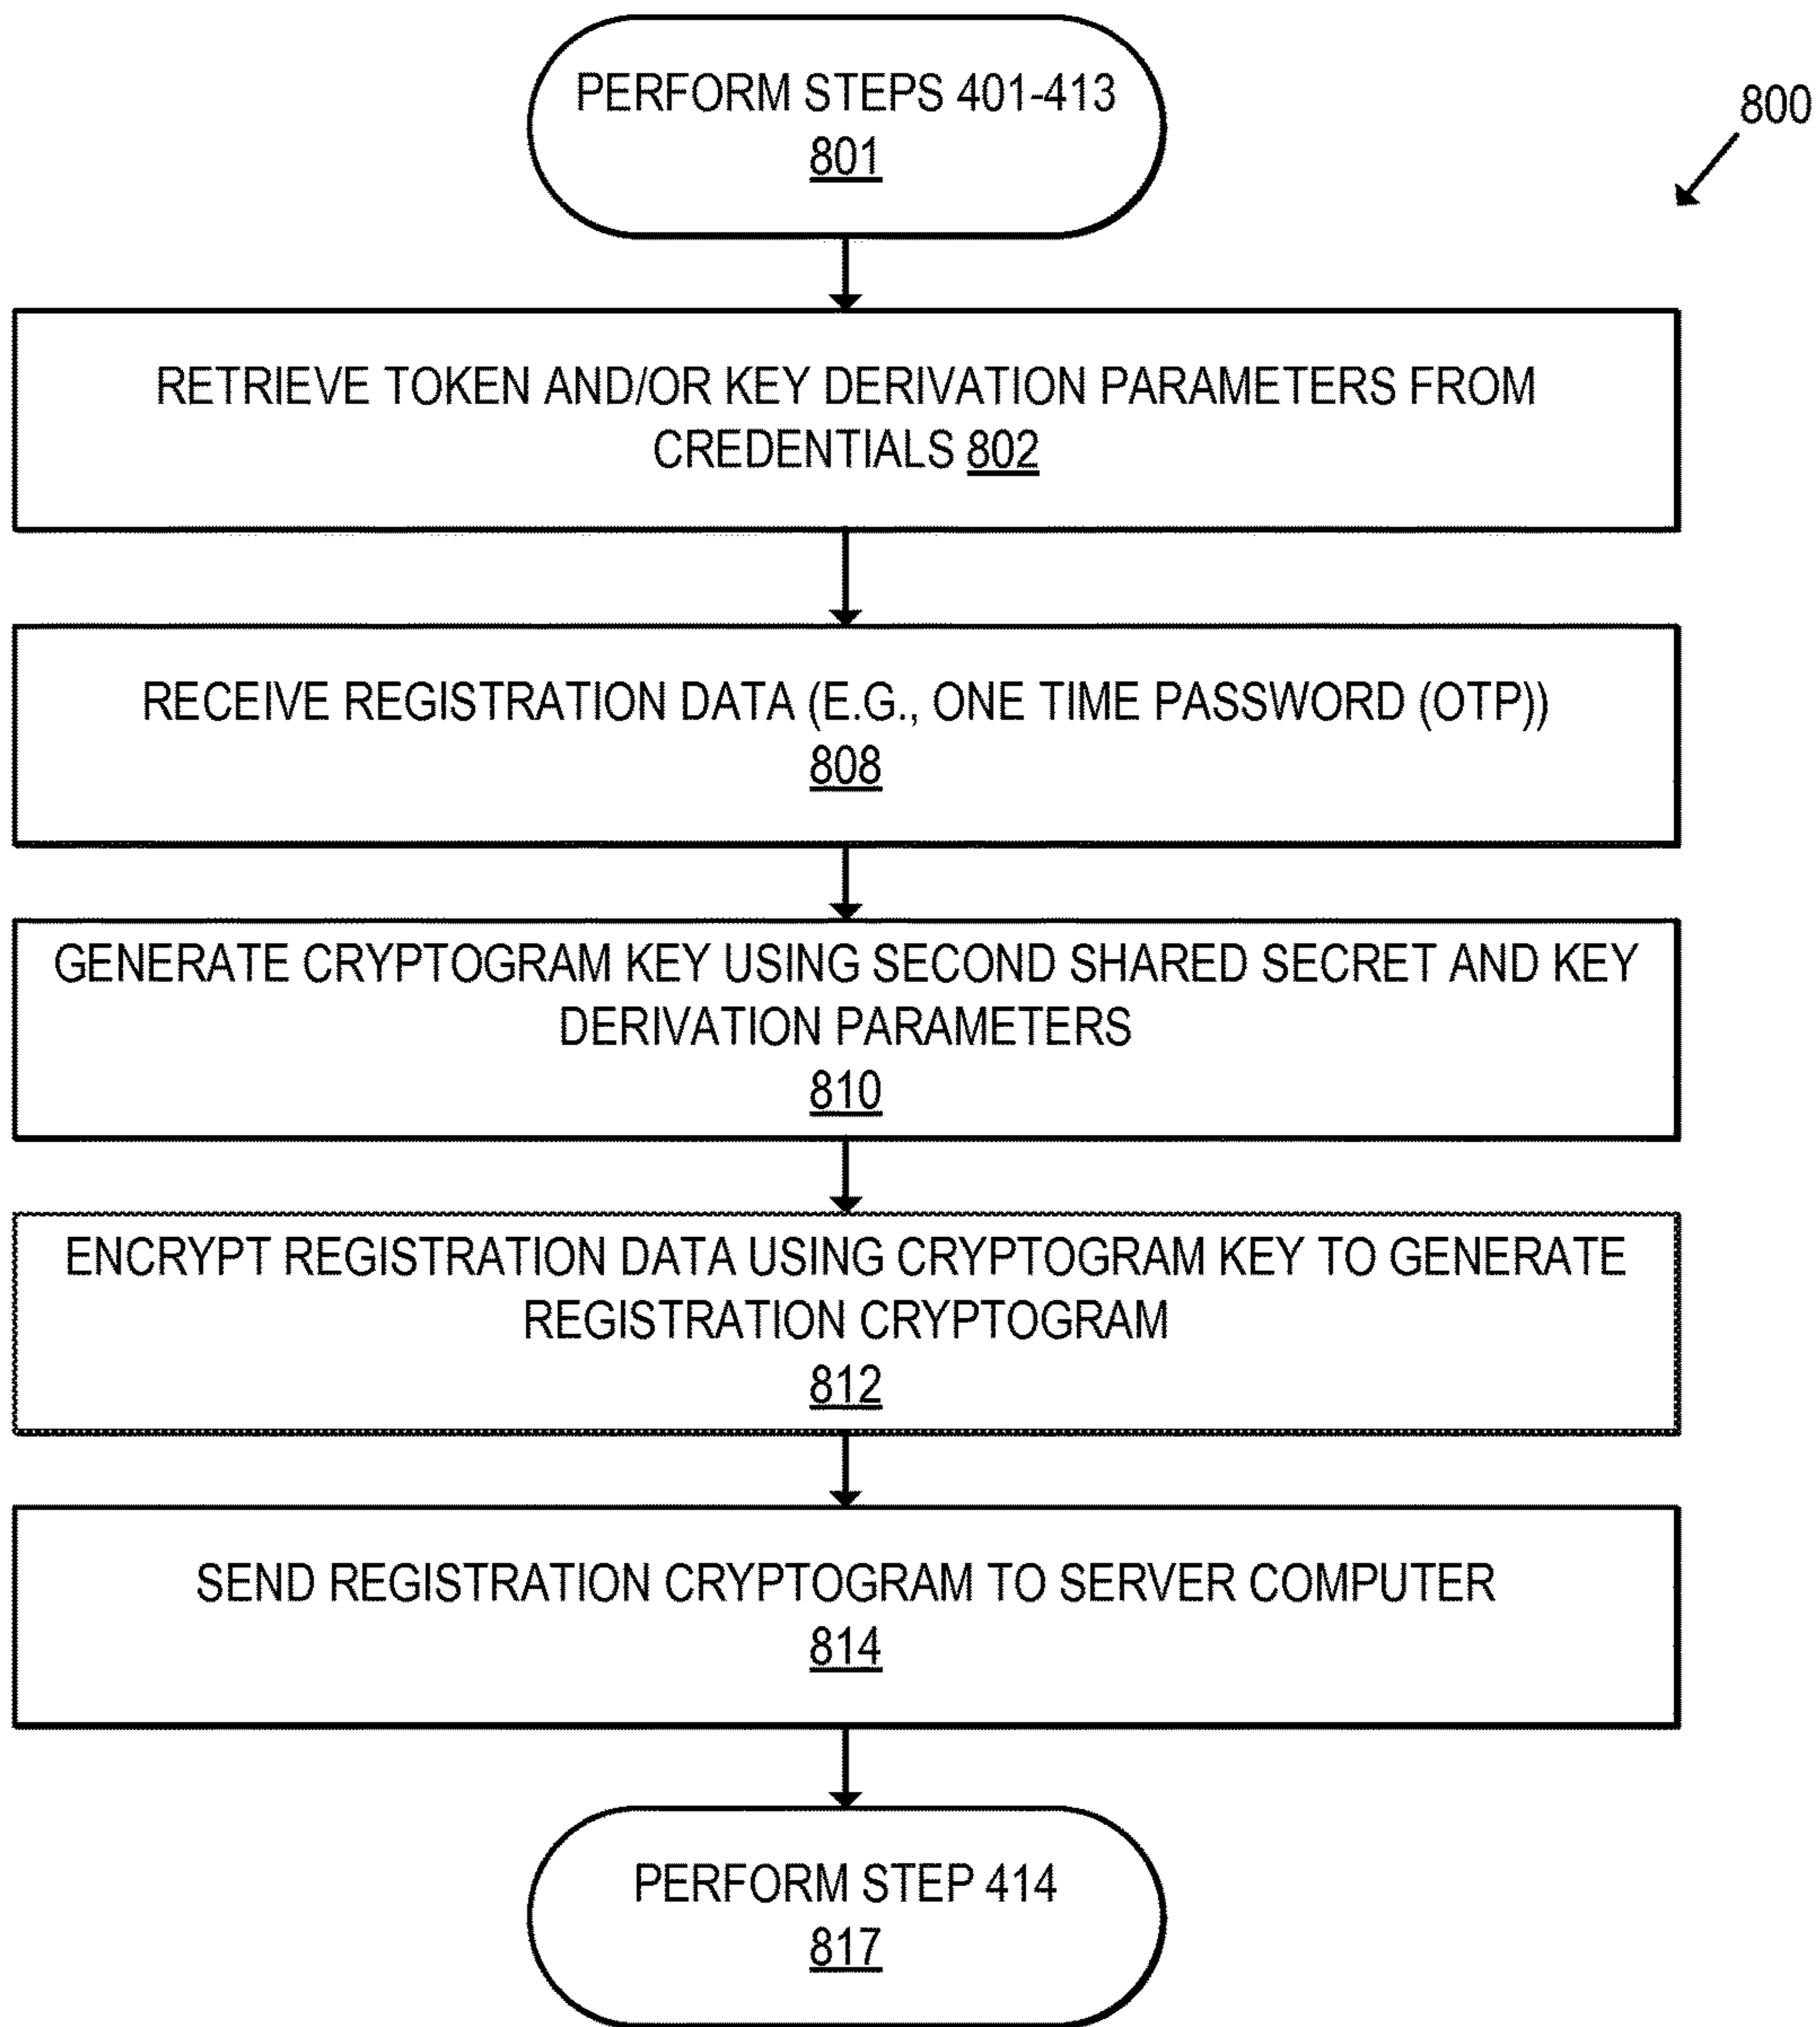 PERFORM STEPS 401-413
801
800
RETRIEVE TOKEN AND/OR KEY DERIVATION PARAMETERS FROM
CREDENTIALS 802
RECEIVE REGISTRATION DATA (E.G., ONE TIME PASSWORD (OTP))
808
GENERATE CRYPTOGRAM KEY USING SECOND SHARED SECRET AND KEY
DERIVATION PARAMETERS
810
ENCRYPT REGISTRATION DATA USING CRYPTOGRAM KEY TO GENERATE
REGISTRATION CRYPTOGRAM
812
SEND REGISTRATION CRYPTOGRAM TO SERVER COMPUTER
814
PERFORM STEP 414
817